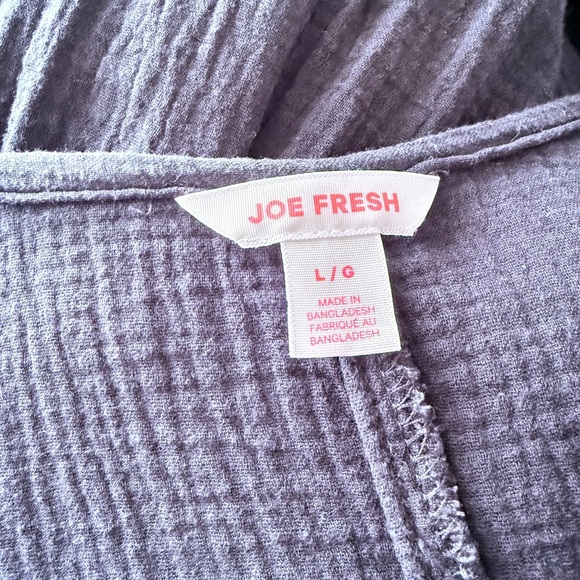 JOE FRESH
L / G
MADE IN
BANGLADESH
FABRIQUÉ AU
BANGLADESH